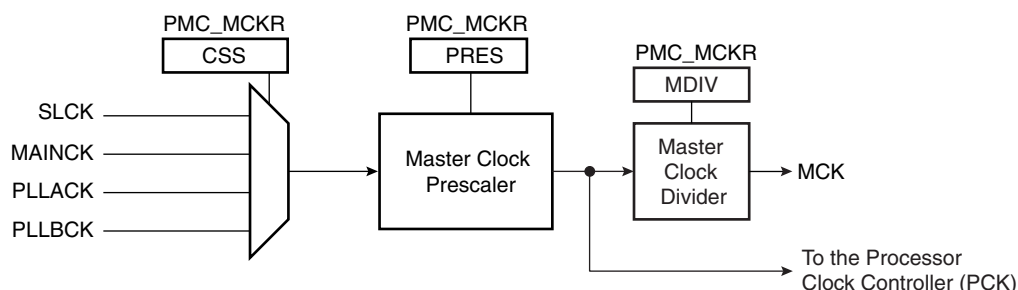 PMC_MCKR
CSS
PMC_MCKR
PRES
PMC_MCKR
MDIV
SLCK
MAINCK
PLLACK
PLLBCK
Master Clock
Prescaler
Master
Clock
Divider
MCK
To the Processor
Clock Controller (PCK)